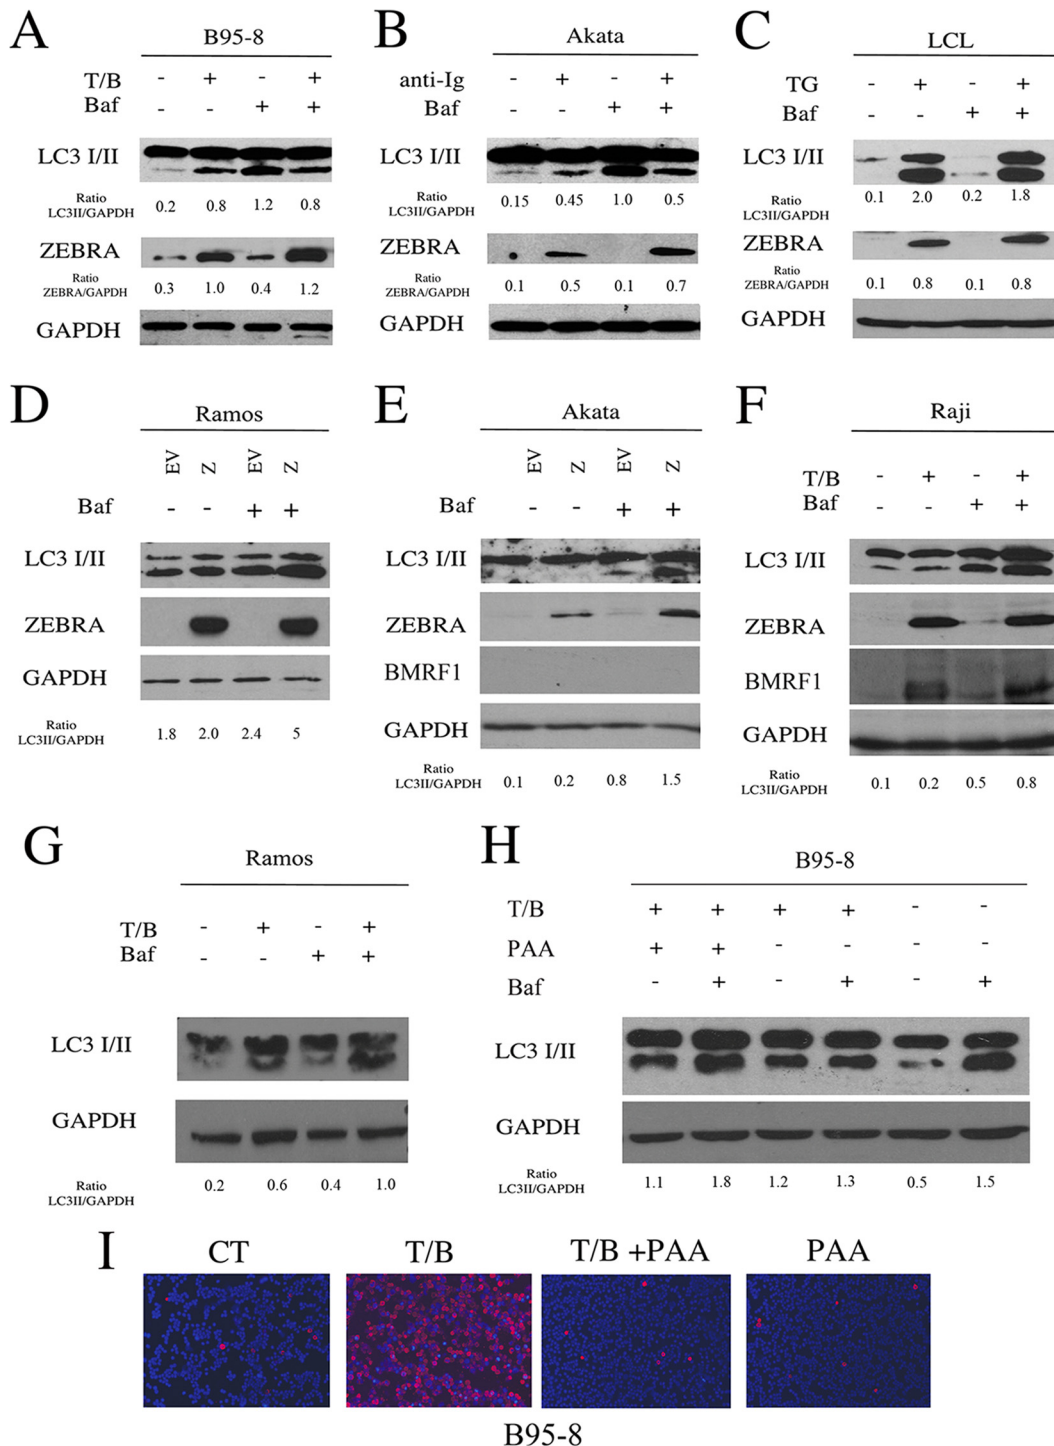 A
B95-8
T/B - + - +
Baf - - + +
LC3 I/II
Ratio
LC3II/GAPDH 0.2 0.8 1.2 0.8
ZEBRA
Ratio
ZEBRA/GAPDH 0.3 1.0 0.4 1.2
GAPDH
B
Akata
anti-Ig - + - +
Baf - - + +
LC3 I/II
Ratio
LC3II/GAPDH 0.15 0.45 1.0 0.5
ZEBRA
Ratio
ZEBRA/GAPDH 0.1 0.5 0.1 0.7
GAPDH
C
LCL
TG - + - +
Baf - - + +
LC3 I/II
Ratio
LC3II/GAPDH 0.1 2.0 0.2 1.8
ZEBRA
Ratio
ZEBRA/GAPDH 0.1 0.8 0.1 0.8
GAPDH
D
Ramos
EV Z EV Z
Baf - - + +
LC3 I/II
ZEBRA
GAPDH
Ratio
LC3II/GAPDH 1.8 2.0 2.4 5
E
Akata
EV Z EV Z
Baf - - + +
LC3 I/II
ZEBRA
BMRF1
GAPDH
Ratio
LC3II/GAPDH 0.1 0.2 0.8 1.5
F
Raji
T/B - + - +
Baf - - + +
LC3 I/II
ZEBRA
BMRF1
GAPDH
Ratio
LC3II/GAPDH 0.1 0.2 0.5 0.8
G
Ramos
T/B - + - +
Baf - - + +
LC3 I/II
GAPDH
Ratio
LC3II/GAPDH 0.2 0.6 0.4 1.0
H
B95-8
T/B + + + + - -
PAA + + - - - -
Baf - + - + - +
LC3 I/II
GAPDH
Ratio
LC3II/GAPDH 1.1 1.8 1.2 1.3 0.5 1.5
I
CT T/B T/B +PAA PAA
B95-8